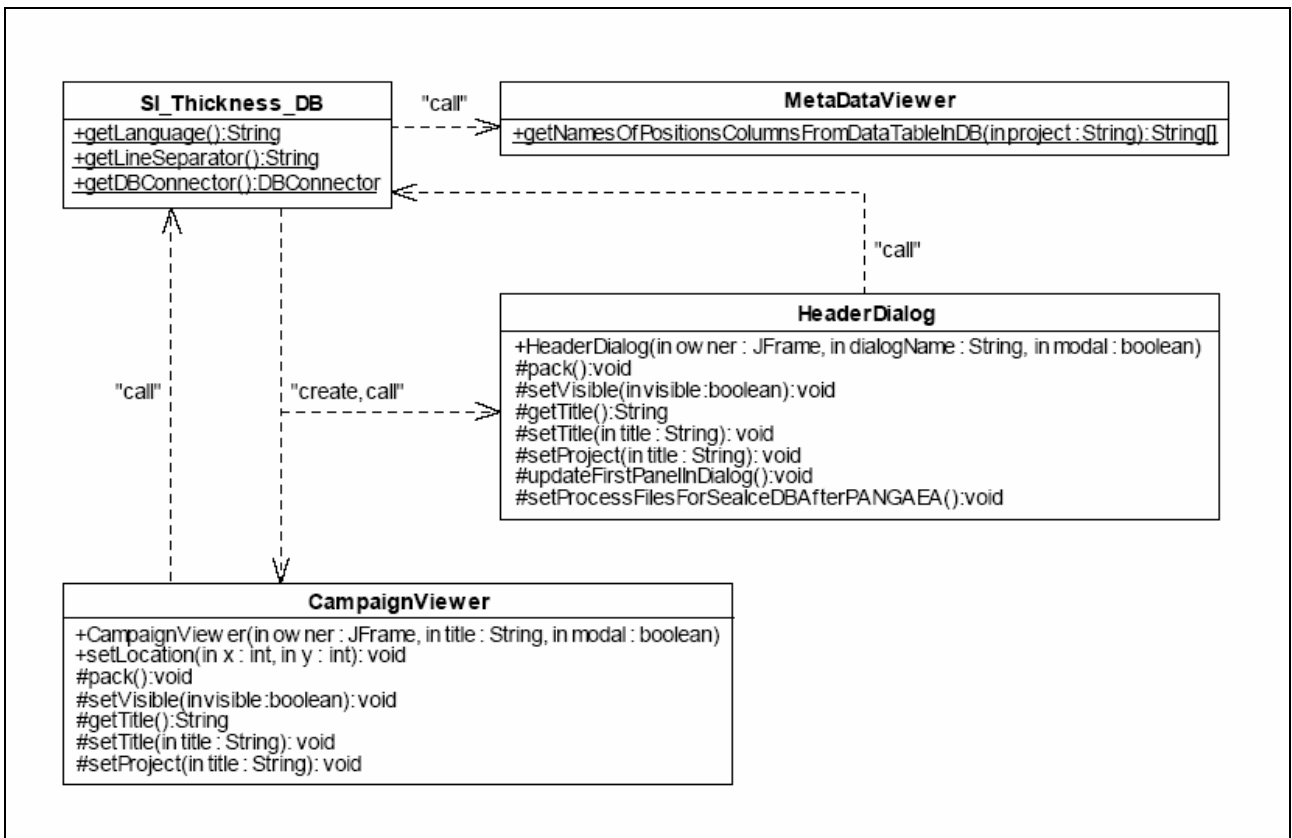 SI_Thickness_DB
+getLanguage():String
+getLineSeparator():String
+getDBConnector():DBConnector
"call"
MetaDataViewer
+getNamesOfPositionsColumnsFromDataTableInDB(in project : String): String[]
"call"
HeaderDialog
+HeaderDialog(in owner : JFrame, in dialogName : String, in modal : boolean)
#pack():void
#setVisible(in visible:boolean): void
#getTitle():String
#setTitle(in title : String): void
#setProject(in title : String): void
#updateFirstPanelInDialog():void
#setProcessFilesForSeaIceDBAfterPANGAEA():void
"call"
"create, call"
CampaignViewer
+CampaignViewer(in owner : JFrame, in title : String, in modal : boolean)
+setLocation(in x : int, in y : int): void
#pack():void
#setVisible(in visible:boolean): void
#getTitle():String
#setTitle(in title : String): void
#setProject(in title : String): void